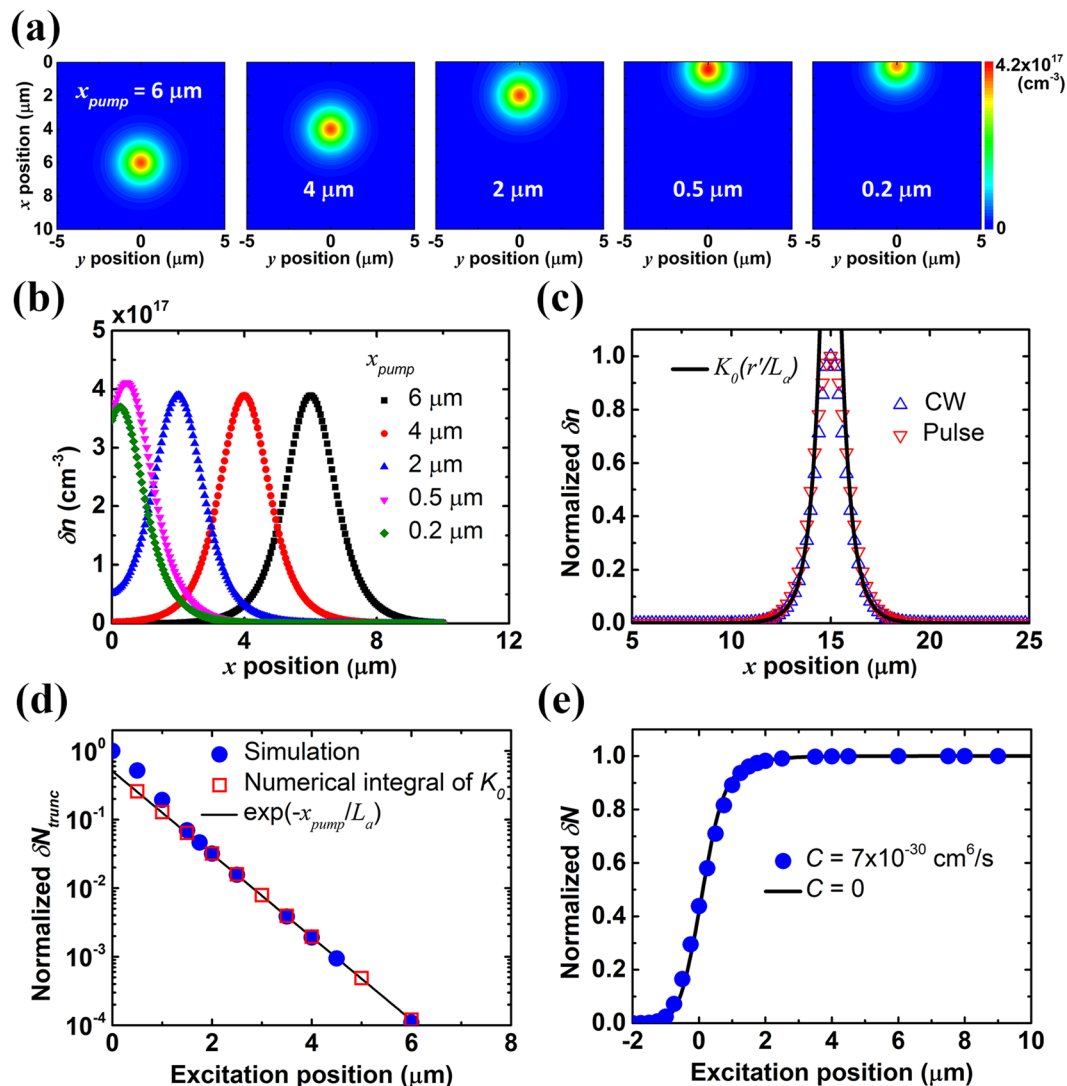 (a)
x_pump = 6 μm
4 μm
2 μm
0.5 μm
0.2 μm
4.2x10^17
(cm^-3)
0
x position (μm)
0
2
4
6
8
10
-5 0 5
-5 0 5
-5 0 5
-5 0 5
-5 0 5
y position (μm)
y position (μm)
y position (μm)
y position (μm)
y position (μm)
(b)
x10^17
δn (cm^-3)
5
4
3
2
1
0
x_pump
6 μm
4 μm
2 μm
0.5 μm
0.2 μm
0 4 8 12
x position (μm)
(c)
Normalized δn
1.0
0.8
0.6
0.4
0.2
0.0
K_0(r'/L_a)
CW
Pulse
5 10 15 20 25
x position (μm)
(d)
Normalized δN_trunc
10^0
10^-1
10^-2
10^-3
10^-4
Simulation
Numerical integral of K_0
exp(-x_pump/L_a)
0 2 4 6 8
Excitation position (μm)
(e)
Normalized δN
1.0
0.8
0.6
0.4
0.2
0.0
C = 7x10^-30 cm^6/s
C = 0
-2 0 2 4 6 8 10
Excitation position (μm)